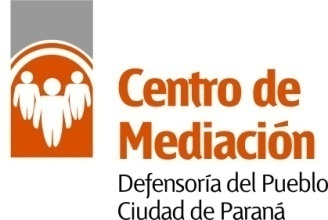 Centro de
Mediación
Defensoría del Pueblo
Ciudad de Paraná